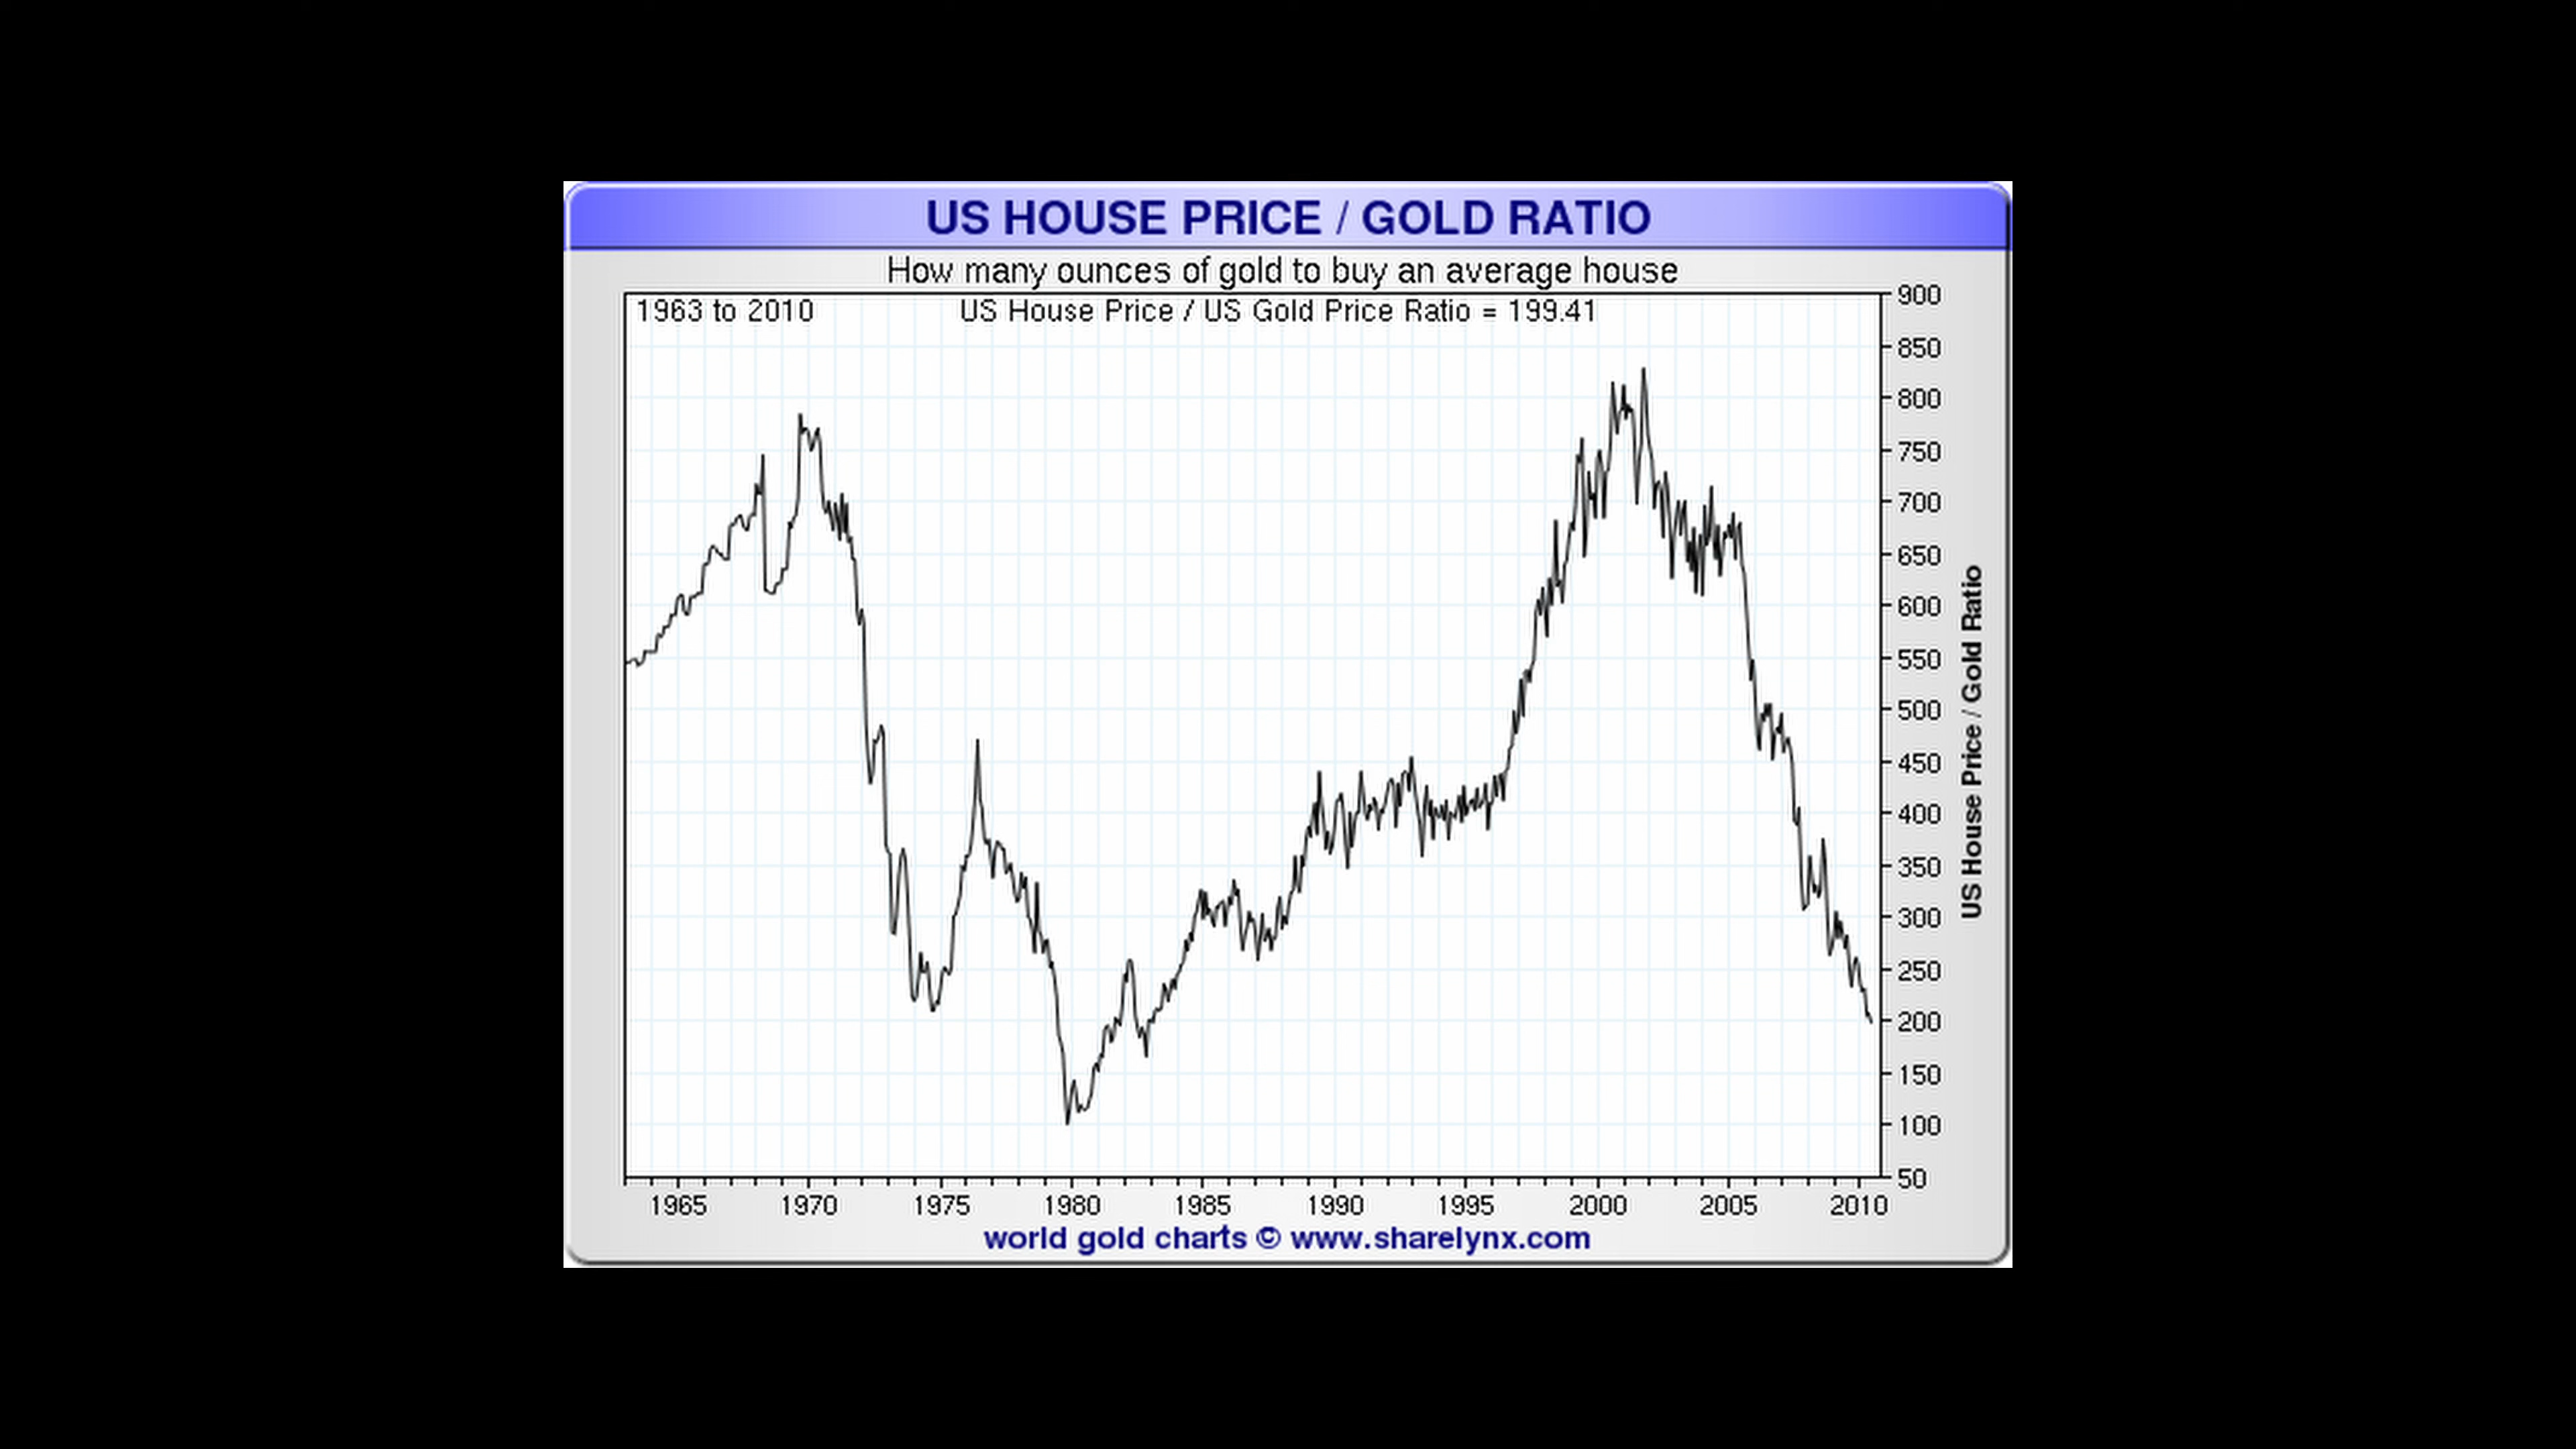 US HOUSE PRICE / GOLD RATIO
How many ounces of gold to buy an average house
1963 to 2010
US House Price / US Gold Price Ratio = 199.41
900
850
800
750
700
650
600
550
500
450
400
350
300
250
200
150
100
50
US House Price / Gold Ratio
1965 1970 1975 1980 1985 1990 1995 2000 2005 2010
world gold charts © www.sharelynx.com